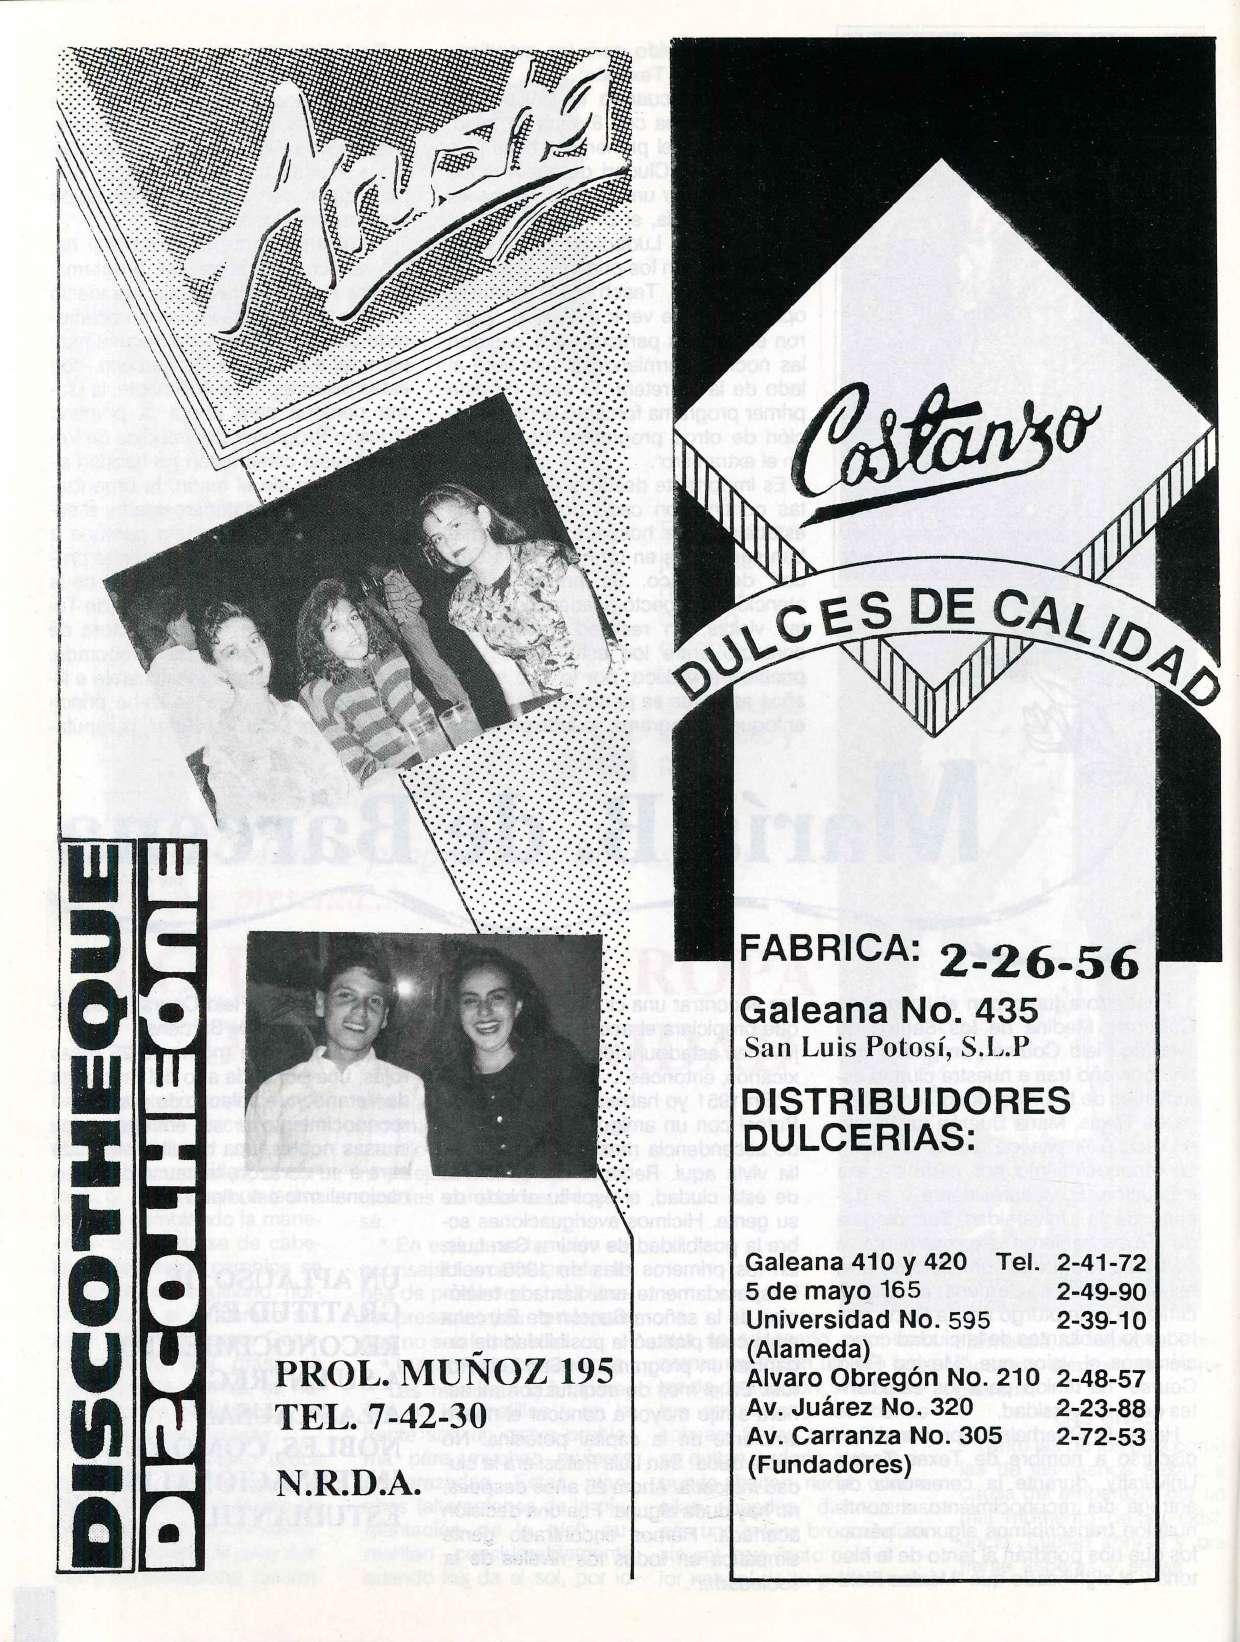 Arusha
DISCOTHEQUE
DISCOTHEQUE
PROL. MUÑOZ 195
TEL. 7-42-30
N.R.D.A.
Costanzo
DULCES DE CALIDAD
FABRICA: 2-26-56
Galeana No. 435
San Luis Potosí, S.L.P
DISTRIBUIDORES
DULCERIAS:
Galeana 410 y 420 Tel. 2-41-72
5 de mayo 165 2-49-90
Universidad No. 595 2-39-10
(Alameda)
Alvaro Obregón No. 210 2-48-57
Av. Juárez No. 320 2-23-88
Av. Carranza No. 305 2-72-53
(Fundadores)